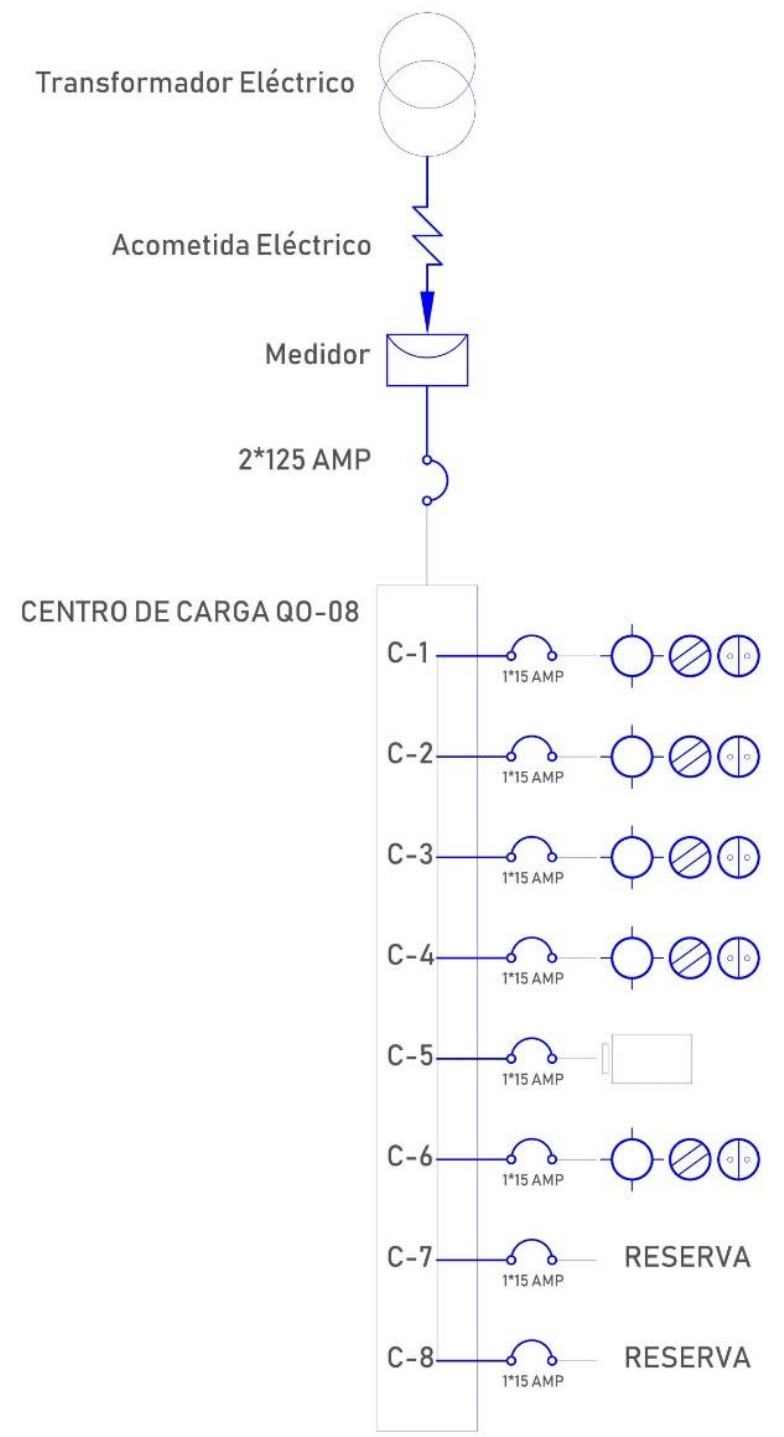 Transformador Eléctrico
Acometida Eléctrico
Medidor
2*125 AMP
CENTRO DE CARGA QO-08
C-1
1*15 AMP
C-2
1*15 AMP
C-3
1*15 AMP
C-4
1*15 AMP
C-5
1*15 AMP
C-6
1*15 AMP
C-7
RESERVA
1*15 AMP
C-8
RESERVA
1*15 AMP